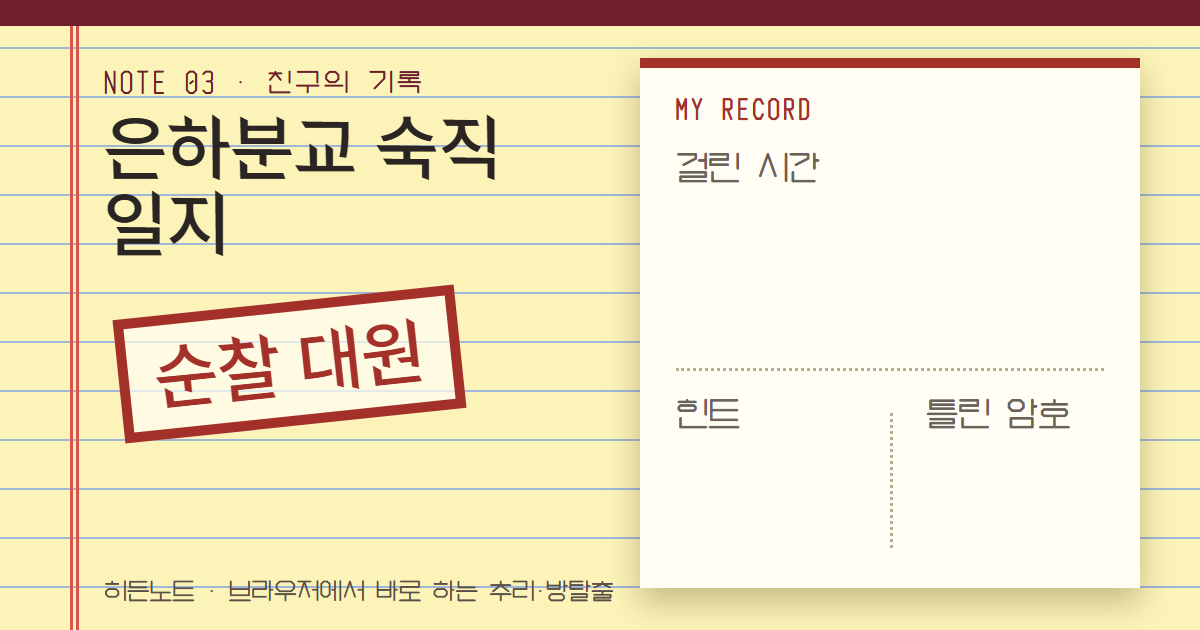 NOTE 03 · 친구의 기록
은하분교 숙직
일지
순찰 대원
히든노트 · 브라우저에서 바로 하는 추리·방탈출
MY RECORD
걸린 시간
힌트
틀린 암호